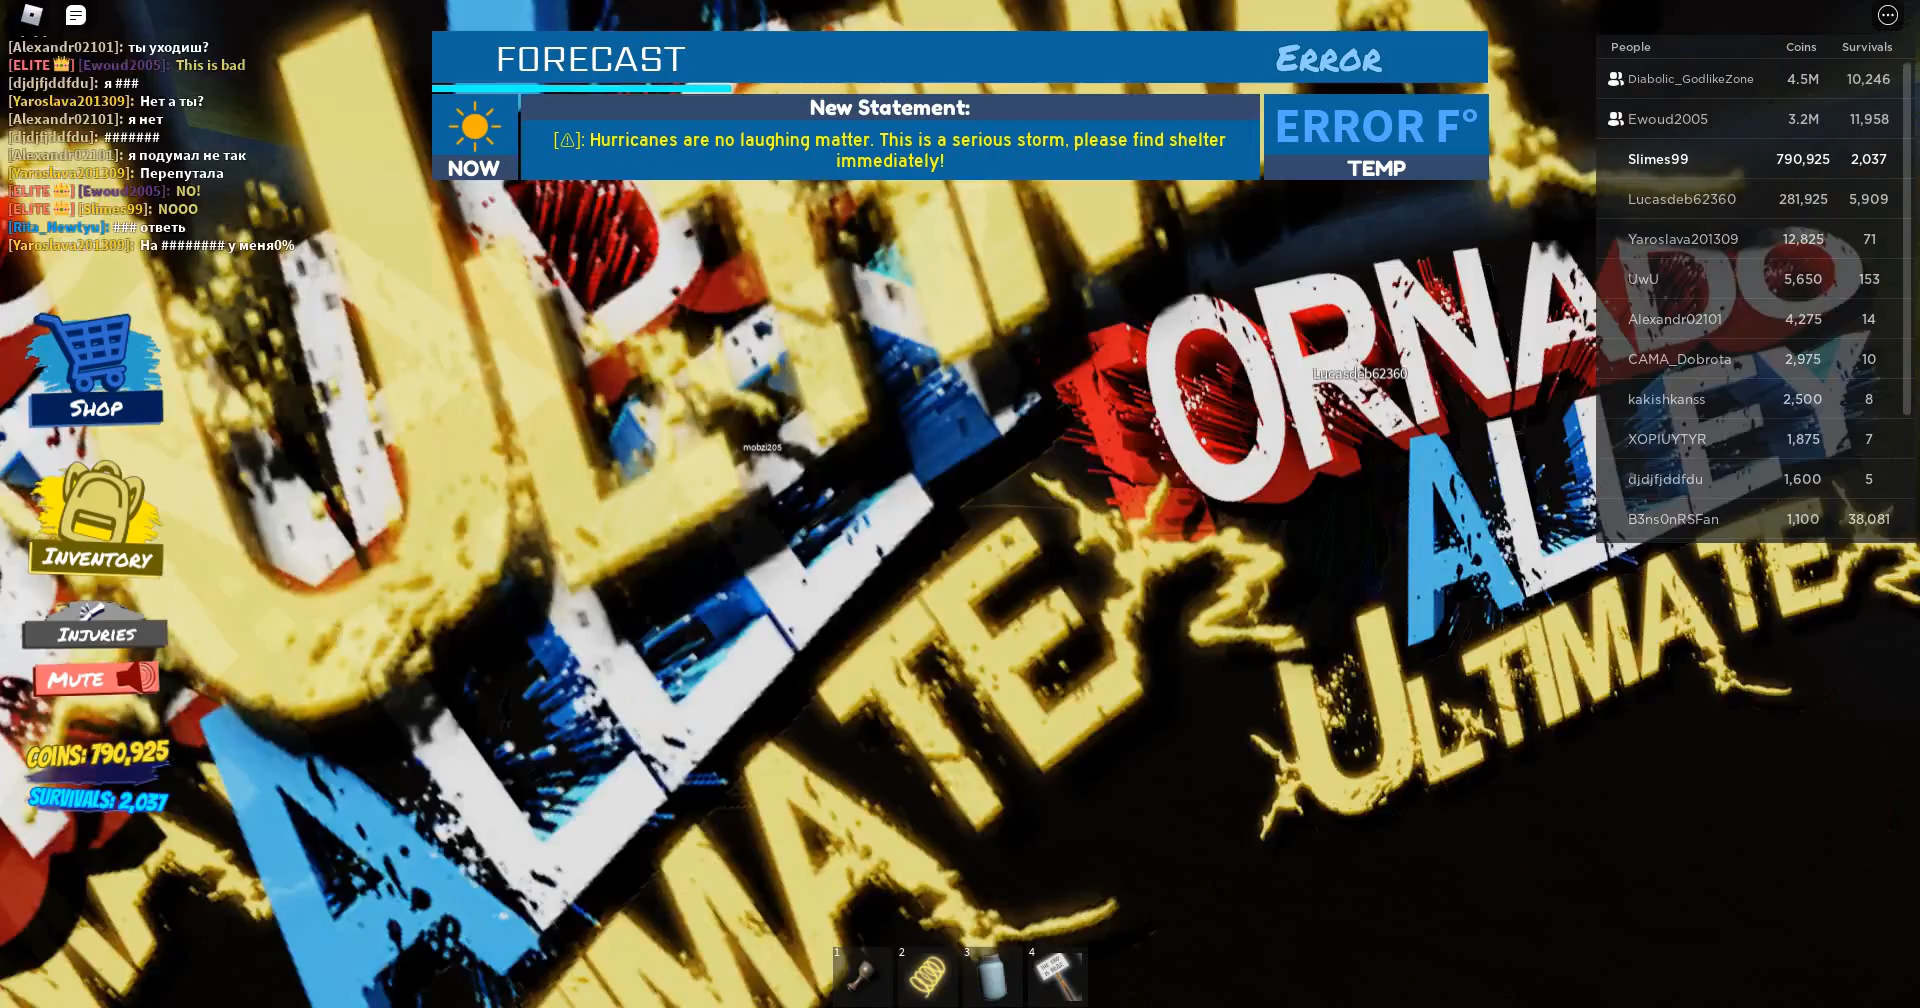 [Alexandr02101]: ты уходиш?
[ELITE 👑] [Ewoud2005]: This is bad
[djdjfjddfdu]: я ###
[Yaroslava201309]: Нет а ты?
[Alexandr02101]: я нет
[djdjfjddfdu]: #######
[Alexandr02101]: я подумал не так
[Yaroslava201309]: Перепутала
[ELITE 👑] [Ewoud2005]: NO!
[ELITE 👑] [Slimes99]: NOOO
[Rita_Newtyu]: ### ответь
[Yaroslava201309]: На ######## у меня0%
FORECAST Error
New Statement:
[⚠]: Hurricanes are no laughing matter. This is a serious storm, please find shelter
immediately!
NOW
ERROR F°
TEMP
People Coins Survivals
Diabolic_GodlikeZone 4.5M 10,246
Ewoud2005 3.2M 11,958
Slimes99 790,925 2,037
Lucasdeb62360 281,925 5,909
Yaroslava201309 12,825 71
UwU 5,650 153
Alexandr02101 4,275 14
CAMA_Dobrota 2,975 10
kakishkanss 2,500 8
XOPIUYTYR 1,875 7
djdjfjddfdu 1,600 5
B3ns0nRSFan 1,100 38,081
SHOP
INVENTORY
INJURIES
MUTE
COINS: 790,925
SURVIVALS: 2,037
Lucasdeb62360
mobzi205
ORNADO
ALLEY
ULTIMATE
ULTIM
ALLE
IMATE
1 2 3 4